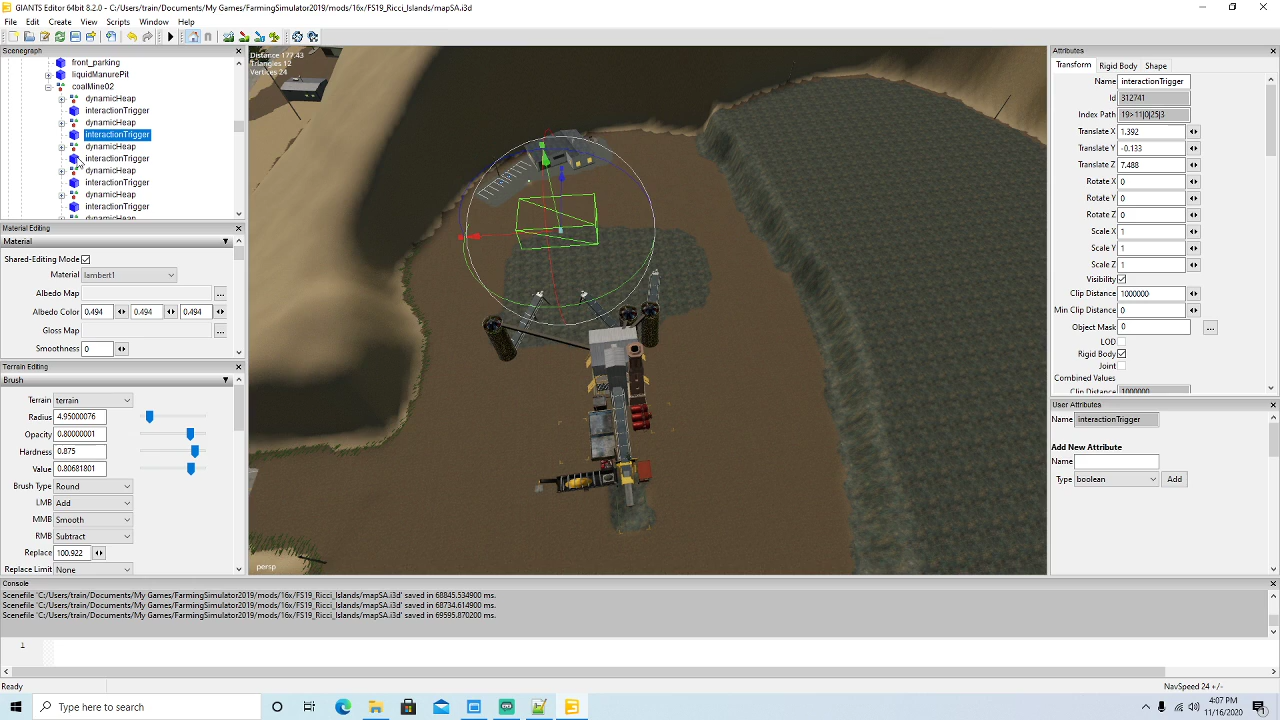 GIANTS Editor 64bit 8.2.0 - C:/Users/train/Documents/My Games/FarmingSimulator2019/mods/16x/FS19_Ricci_Islands/mapSA.i3d
File Edit Create View Scripts Window Help
Scenegraph
front_parking
liquidManurePit
coalMine02
dynamicHeap
interactionTrigger
dynamicHeap
interactionTrigger
dynamicHeap
interactionTrigger
dynamicHeap
interactionTrigger
dynamicHeap
interactionTrigger
dynamicHeap
Material Editing
Material
Shared-Editing Mode
Material lambert1
Albedo Map ...
Albedo Color 0.494 0.494 0.494
Gloss Map ...
Smoothness 0
Terrain Editing
Brush
Terrain terrain
Radius 4.95000076
Opacity 0.80000001
Hardness 0.875
Value 0.80681801
Brush Type Round
LMB Add
MMB Smooth
RMB Subtract
Replace 100.922
Replace Limit None
Distance 177.43
Triangles 12
Vertices 24
persp
Attributes
Transform Rigid Body Shape
Name interactionTrigger
Id 312741
Index Path 19>11|0|25|3
Translate X 1.392
Translate Y -0.133
Translate Z 7.488
Rotate X 0
Rotate Y 0
Rotate Z 0
Scale X 1
Scale Y 1
Scale Z 1
Visibility
Clip Distance 1000000
Min Clip Distance 0
Object Mask 0 ...
LOD
Rigid Body
Joint
Combined Values
Clip Distance 1000000
User Attributes
Name interactionTrigger
Add New Attribute
Name
Type boolean Add
Console
Scenefile 'C:/Users/train/Documents/My Games/FarmingSimulator2019/mods/16x/FS19_Ricci_Islands/mapSA.i3d' saved in 68845.534900 ms.
Scenefile 'C:/Users/train/Documents/My Games/FarmingSimulator2019/mods/16x/FS19_Ricci_Islands/mapSA.i3d' saved in 68734.614900 ms.
Scenefile 'C:/Users/train/Documents/My Games/FarmingSimulator2019/mods/16x/FS19_Ricci_Islands/mapSA.i3d' saved in 69595.870200 ms.
1
Ready NavSpeed 24 +/-
Type here to search
4:07 PM
11/16/2020